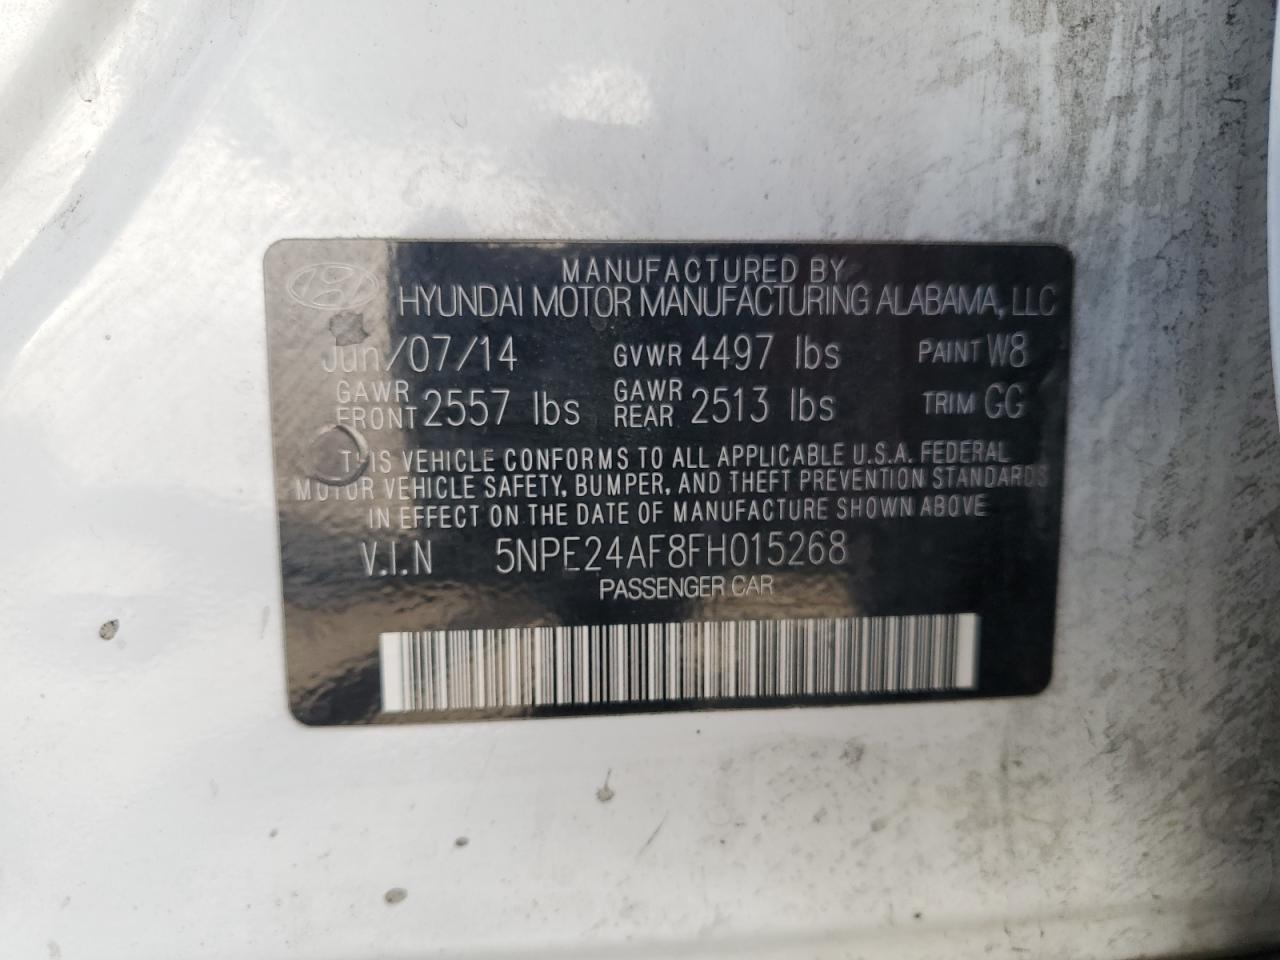 MANUFACTURED BY
HYUNDAI MOTOR MANUFACTURING ALABAMA, LLC
Jun/07/14 GVWR 4497 lbs PAINT W8
GAWR FRONT 2557 lbs GAWR REAR 2513 lbs TRIM GG
THIS VEHICLE CONFORMS TO ALL APPLICABLE U.S.A. FEDERAL
MOTOR VEHICLE SAFETY, BUMPER, AND THEFT PREVENTION STANDARDS
IN EFFECT ON THE DATE OF MANUFACTURE SHOWN ABOVE
V.I.N 5NPE24AF8FH015268
PASSENGER CAR